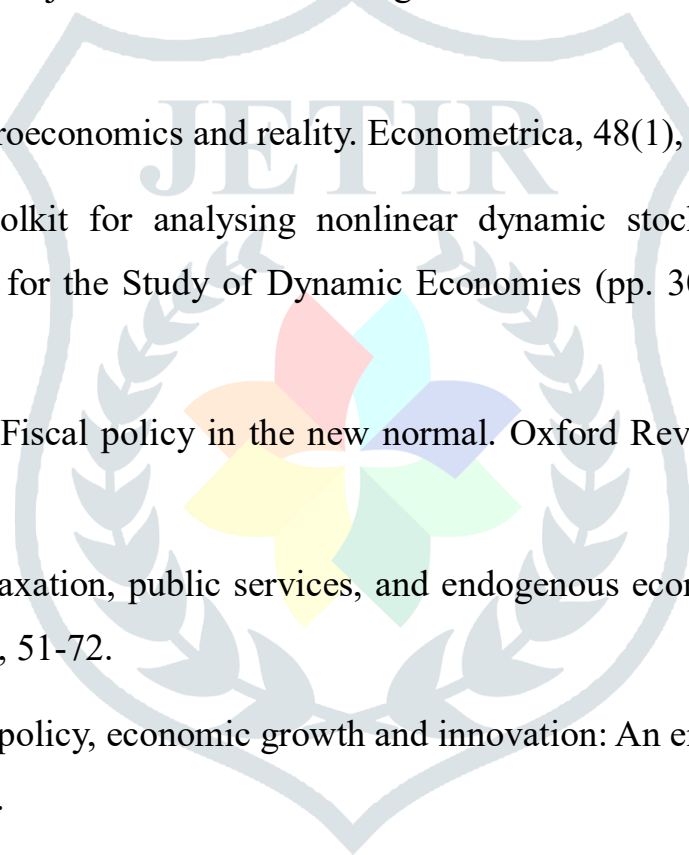 JETIR
roeconomics and reality. Econometrica, 48(1),
olkit for analysing nonlinear dynamic stoc
for the Study of Dynamic Economies (pp. 30
Fiscal policy in the new normal. Oxford Rev
axation, public services, and endogenous econ
, 51-72.
policy, economic growth and innovation: An e
.